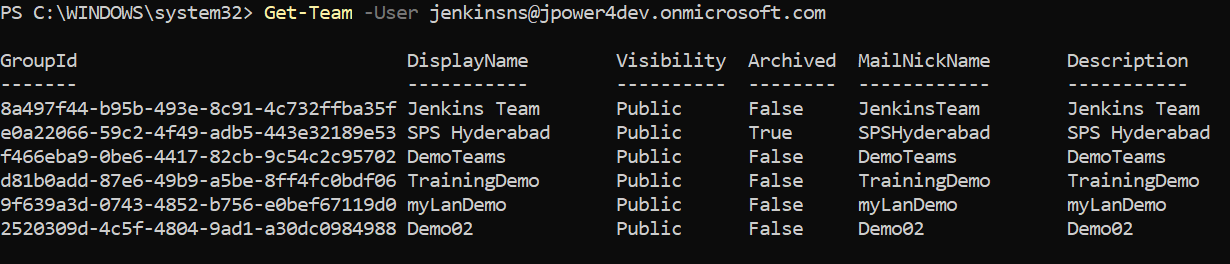 PS C:\WINDOWS\system32> Get-Team -User jenkinsns@jpower4dev.onmicrosoft.com
GroupId DisplayName Visibility Archived MailNickName Description
------- ----------- ---------- -------- ------------ -----------
8a497f44-b95b-493e-8c91-4c732ffba35f Jenkins Team Public False JenkinsTeam Jenkins Team
e0a22066-59c2-4f49-adb5-443e32189e53 SPS Hyderabad Public True SPSHyderabad SPS Hyderabad
f466eba9-0be6-4417-82cb-9c54c2c95702 DemoTeams Public False DemoTeams DemoTeams
d81b0add-87e6-49b9-a5be-8ff4fc0bdf06 TrainingDemo Public False TrainingDemo TrainingDemo
9f639a3d-0743-4852-b756-e0bef67119d0 myLanDemo Public False myLanDemo myLanDemo
2520309d-4c5f-4804-9ad1-a30dc0984988 Demo02 Public False Demo02 Demo02